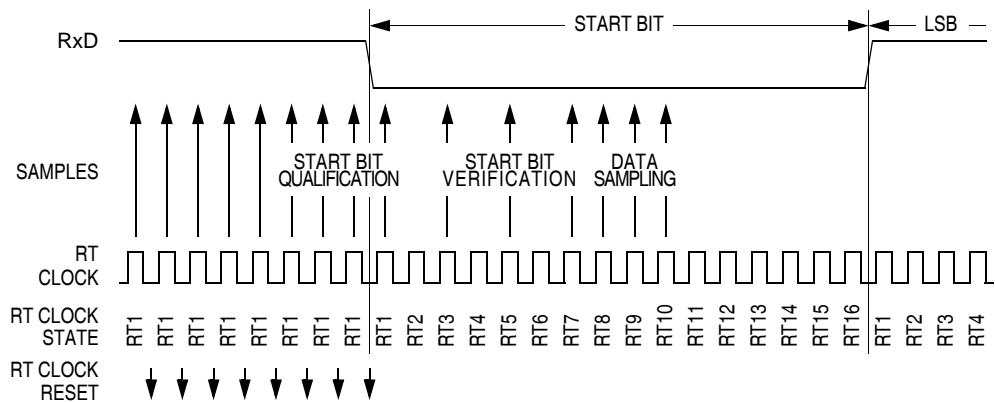 START BIT
LSB
RxD
SAMPLES
START BIT
QUALIFICATION
START BIT
VERIFICATION
DATA
SAMPLING
RT
CLOCK
RT CLOCK
STATE
RT1 RT1 RT1 RT1 RT1 RT1 RT1 RT1 RT1 RT2 RT3 RT4 RT5 RT6 RT7 RT8 RT9 RT10 RT11 RT12 RT13 RT14 RT15 RT16 RT1 RT2 RT3 RT4
RT CLOCK
RESET